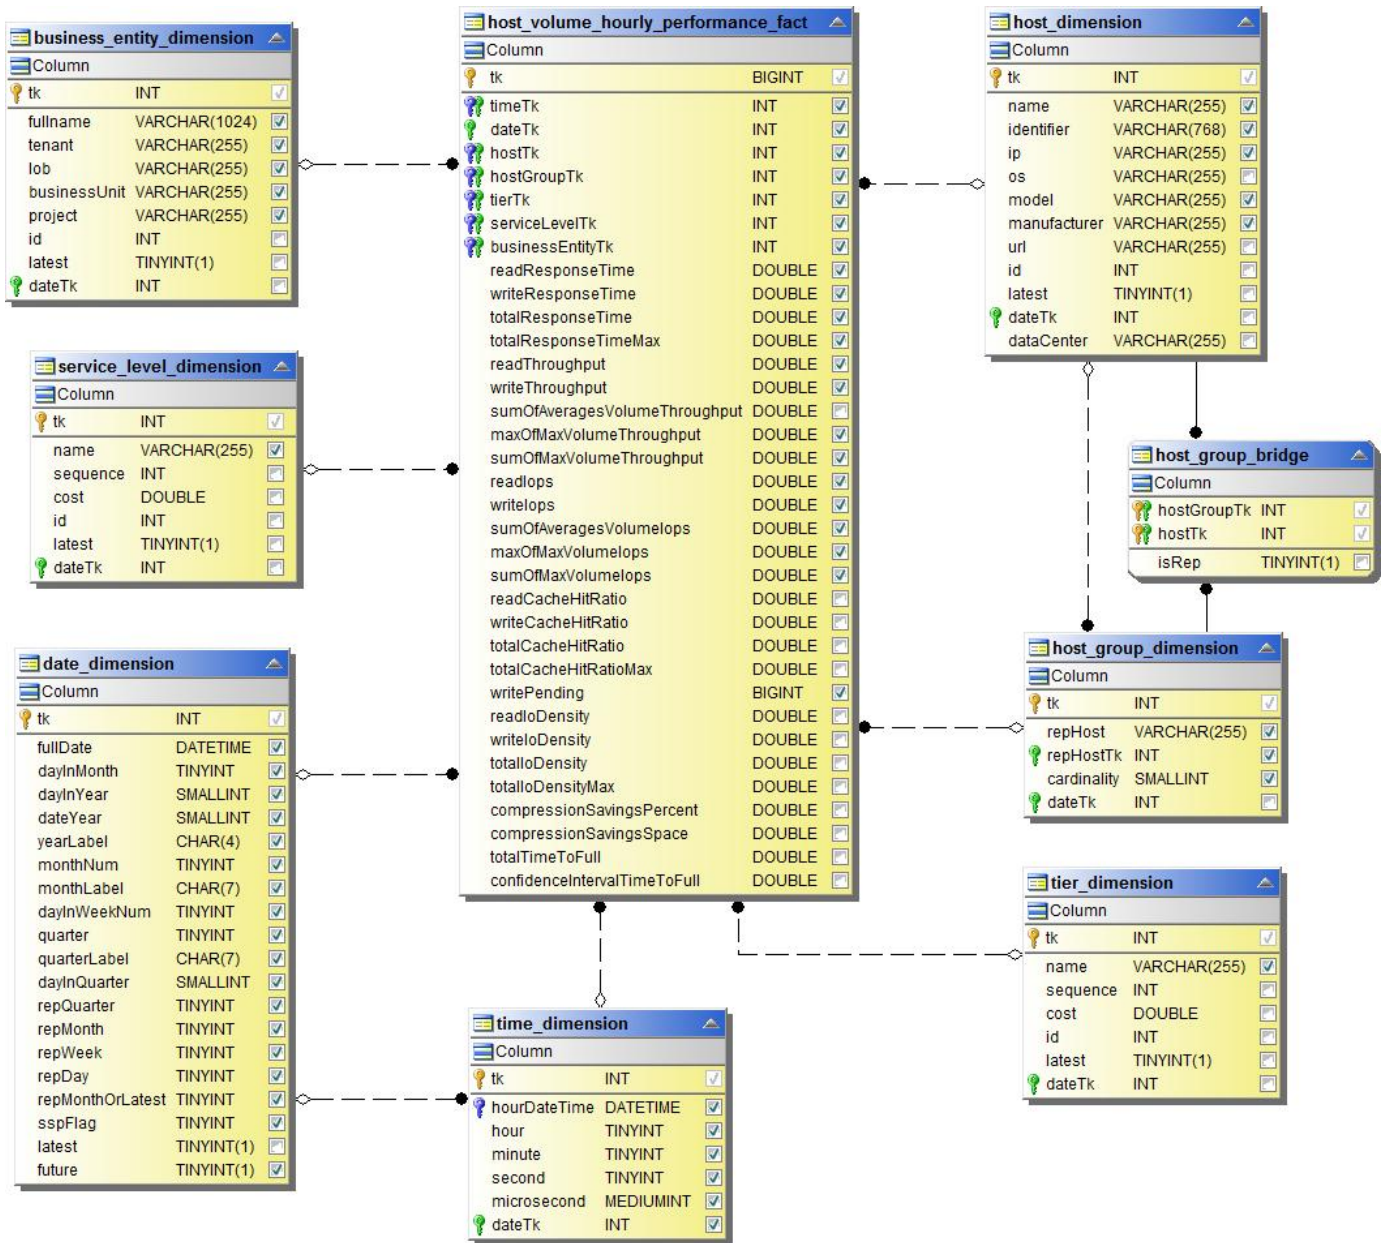 business_entity_dimension
Column
tk INT
fullname VARCHAR(1024)
tenant VARCHAR(255)
lob VARCHAR(255)
businessUnit VARCHAR(255)
project VARCHAR(255)
id INT
latest TINYINT(1)
dateTk INT
service_level_dimension
Column
tk INT
name VARCHAR(255)
sequence INT
cost DOUBLE
id INT
latest TINYINT(1)
dateTk INT
date_dimension
Column
tk INT
fullDate DATETIME
dayInMonth TINYINT
dayInYear SMALLINT
dateYear SMALLINT
yearLabel CHAR(4)
monthNum TINYINT
monthLabel CHAR(7)
dayInWeekNum TINYINT
quarter TINYINT
quarterLabel CHAR(7)
dayInQuarter SMALLINT
repQuarter TINYINT
repMonth TINYINT
repWeek TINYINT
repDay TINYINT
repMonthOrLatest TINYINT
sspFlag TINYINT
latest TINYINT(1)
future TINYINT(1)
host_volume_hourly_performance_fact
Column
tk BIGINT
timeTk INT
dateTk INT
hostTk INT
hostGroupTk INT
tierTk INT
serviceLevelTk INT
businessEntityTk INT
readResponseTime DOUBLE
writeResponseTime DOUBLE
totalResponseTime DOUBLE
totalResponseTimeMax DOUBLE
readThroughput DOUBLE
writeThroughput DOUBLE
sumOfAveragesVolumeThroughput DOUBLE
maxOfMaxVolumeThroughput DOUBLE
sumOfMaxVolumeThroughput DOUBLE
readIops DOUBLE
writeIops DOUBLE
sumOfAveragesVolumeIops DOUBLE
maxOfMaxVolumeIops DOUBLE
sumOfMaxVolumeIops DOUBLE
readCacheHitRatio DOUBLE
writeCacheHitRatio DOUBLE
totalCacheHitRatio DOUBLE
totalCacheHitRatioMax DOUBLE
writePending BIGINT
readIoDensity DOUBLE
writeIoDensity DOUBLE
totalIoDensity DOUBLE
totalIoDensityMax DOUBLE
compressionSavingsPercent DOUBLE
compressionSavingsSpace DOUBLE
totalTimeToFull DOUBLE
confidenceIntervalTimeToFull DOUBLE
time_dimension
Column
tk INT
hourDateTime DATETIME
hour TINYINT
minute TINYINT
second TINYINT
microsecond MEDIUMINT
dateTk INT
host_dimension
Column
tk INT
name VARCHAR(255)
identifier VARCHAR(768)
ip VARCHAR(255)
os VARCHAR(255)
model VARCHAR(255)
manufacturer VARCHAR(255)
url VARCHAR(255)
id INT
latest TINYINT(1)
dateTk INT
dataCenter VARCHAR(255)
host_group_bridge
Column
hostGroupTk INT
hostTk INT
isRep TINYINT(1)
host_group_dimension
Column
tk INT
repHost VARCHAR(255)
repHostTk INT
cardinality SMALLINT
dateTk INT
tier_dimension
Column
tk INT
name VARCHAR(255)
sequence INT
cost DOUBLE
id INT
latest TINYINT(1)
dateTk INT